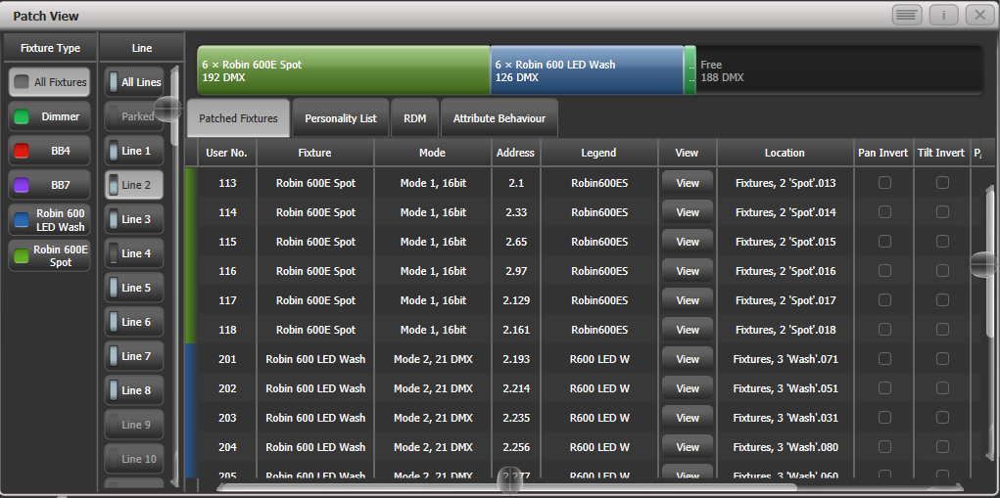 Patch View
i
Fixture Type
Line
All Fixtures
Dimmer
BB4
BB7
Robin 600
LED Wash
Robin 600E
Spot
All Lines
Parked
Line 1
Line 2
Line 3
Line 4
Line 5
Line 6
Line 7
Line 8
Line 9
Line 10
6 × Robin 600E Spot
192 DMX
6 × Robin 600 LED Wash
126 DMX
..
..
Free
188 DMX
Patched Fixtures Personality List RDM Attribute Behaviour
User No. Fixture Mode Address Legend View Location Pan Invert Tilt Invert
113 Robin 600E Spot Mode 1, 16bit 2.1 Robin600ES View Fixtures, 2 'Spot'.013
114 Robin 600E Spot Mode 1, 16bit 2.33 Robin600ES View Fixtures, 2 'Spot'.014
115 Robin 600E Spot Mode 1, 16bit 2.65 Robin600ES View Fixtures, 2 'Spot'.015
116 Robin 600E Spot Mode 1, 16bit 2.97 Robin600ES View Fixtures, 2 'Spot'.016
117 Robin 600E Spot Mode 1, 16bit 2.129 Robin600ES View Fixtures, 2 'Spot'.017
118 Robin 600E Spot Mode 1, 16bit 2.161 Robin600ES View Fixtures, 2 'Spot'.018
201 Robin 600 LED Wash Mode 2, 21 DMX 2.193 R600 LED W View Fixtures, 3 'Wash'.071
202 Robin 600 LED Wash Mode 2, 21 DMX 2.214 R600 LED W View Fixtures, 3 'Wash'.051
203 Robin 600 LED Wash Mode 2, 21 DMX 2.235 R600 LED W View Fixtures, 3 'Wash'.031
204 Robin 600 LED Wash Mode 2, 21 DMX 2.256 R600 LED W View Fixtures, 3 'Wash'.080
205 Robin 600 LED Wash Mode 2, 21 DMX 2.277 R600 LED W View Fixtures, 3 'Wash'.060